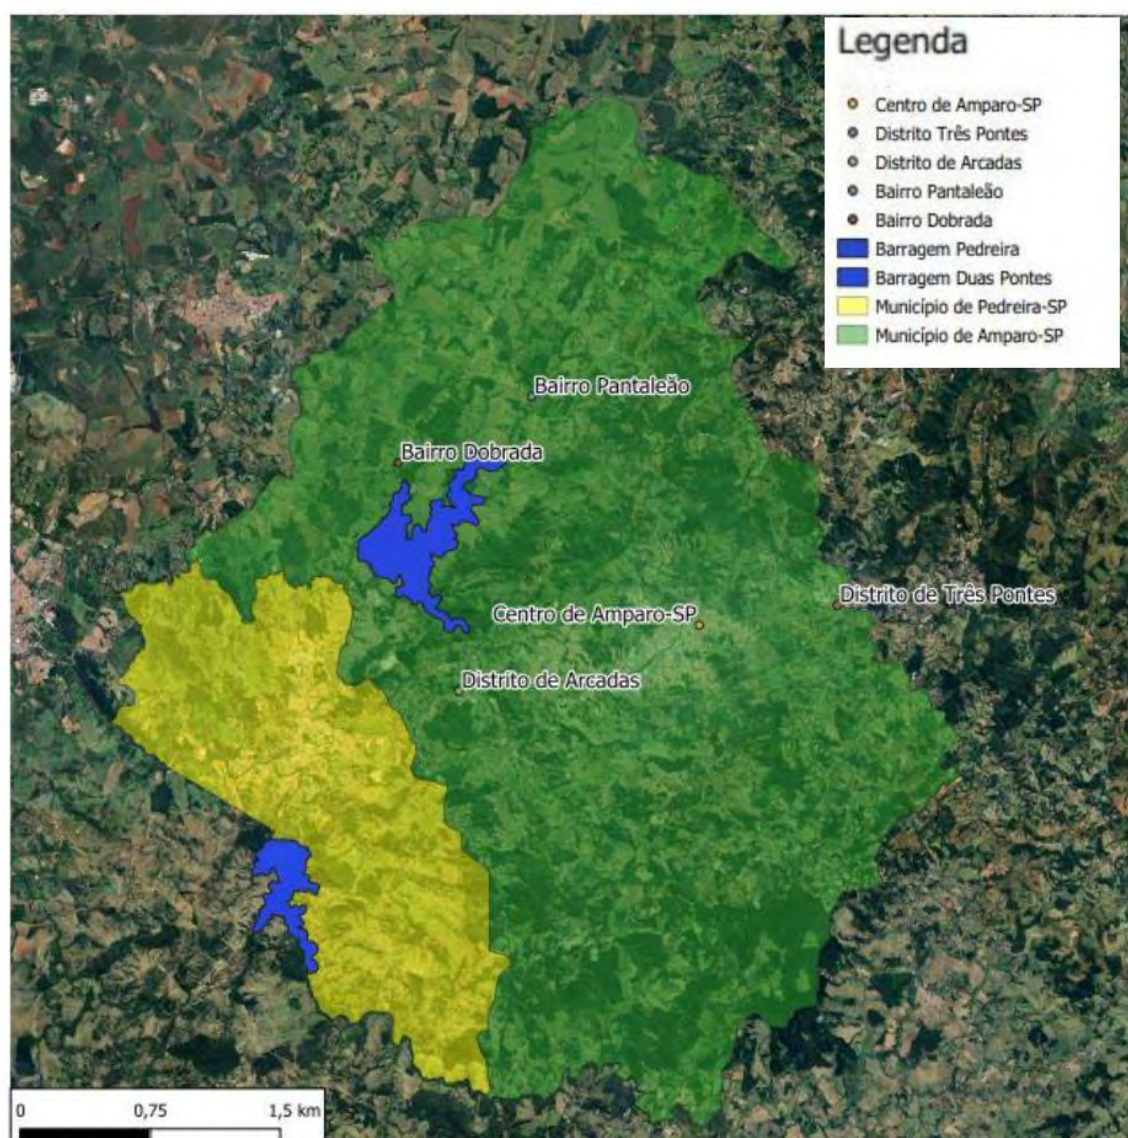 Legenda
Centro de Amparo-SP
Distrito Três Pontes
Distrito de Arcadas
Bairro Pantaleão
Bairro Dobrada
Barragem Pedreira
Barragem Duas Pontes
Município de Pedreira-SP
Município de Amparo-SP
Bairro Pantaleão
Bairro Dobrada
Distrito de Três Pontes
Centro de Amparo-SP
Distrito de Arcadas
0 0,75 1,5 km